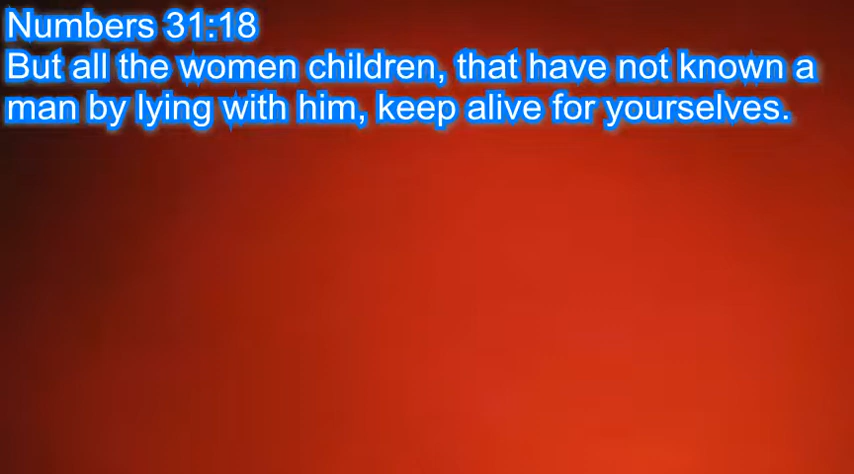 Numbers 31:18
But all the women children, that have not known a
man by lying with him, keep alive for yourselves.